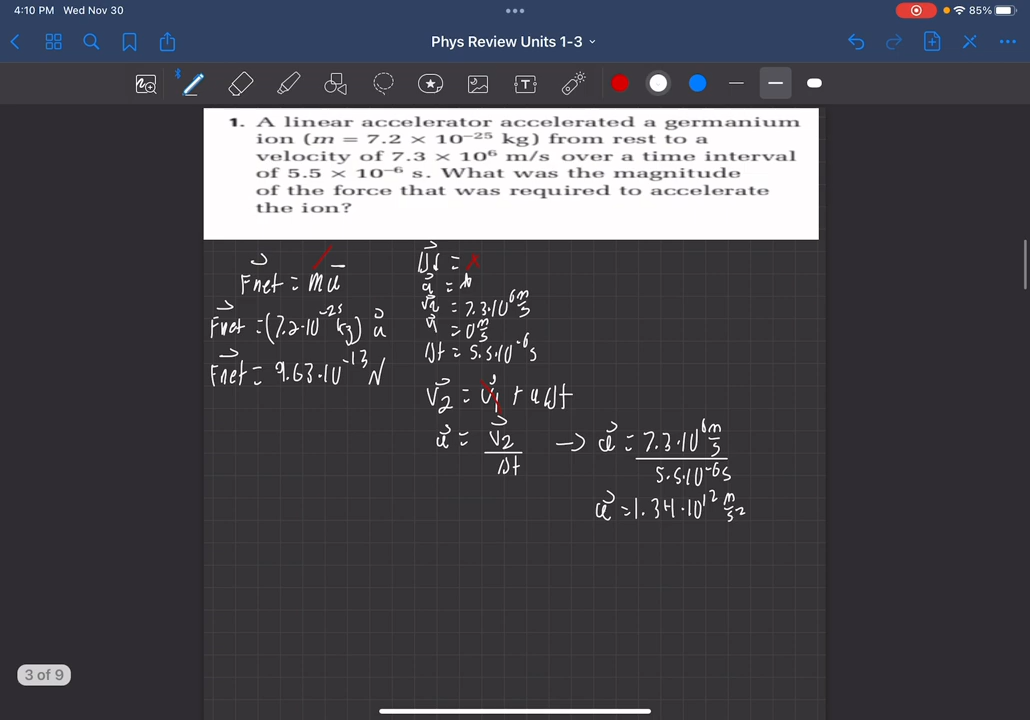 4:10 PM Wed Nov 30
85%
Phys Review Units 1-3
1. A linear accelerator accelerated a germanium
ion (m = 7.2 × 10⁻²⁵ kg) from rest to a
velocity of 7.3 × 10⁶ m/s over a time interval
of 5.5 × 10⁻⁶ s. What was the magnitude
of the force that was required to accelerate
the ion?
Fnet = ma
Fnet = (7.2·10⁻²⁵ kg) a
Fnet = 9.63·10⁻¹³ N
Δd = ×
a =
v2 = 7.3·10⁶ m/s
= 0 m/s
Δt = 5.5·10⁻⁶ s
V2 = v1 + aΔt
a = V2/Δt → a = 7.3·10⁶ m/s / 5.5·10⁻⁶ s
a = 1.34·10¹² m/s²
3 of 9